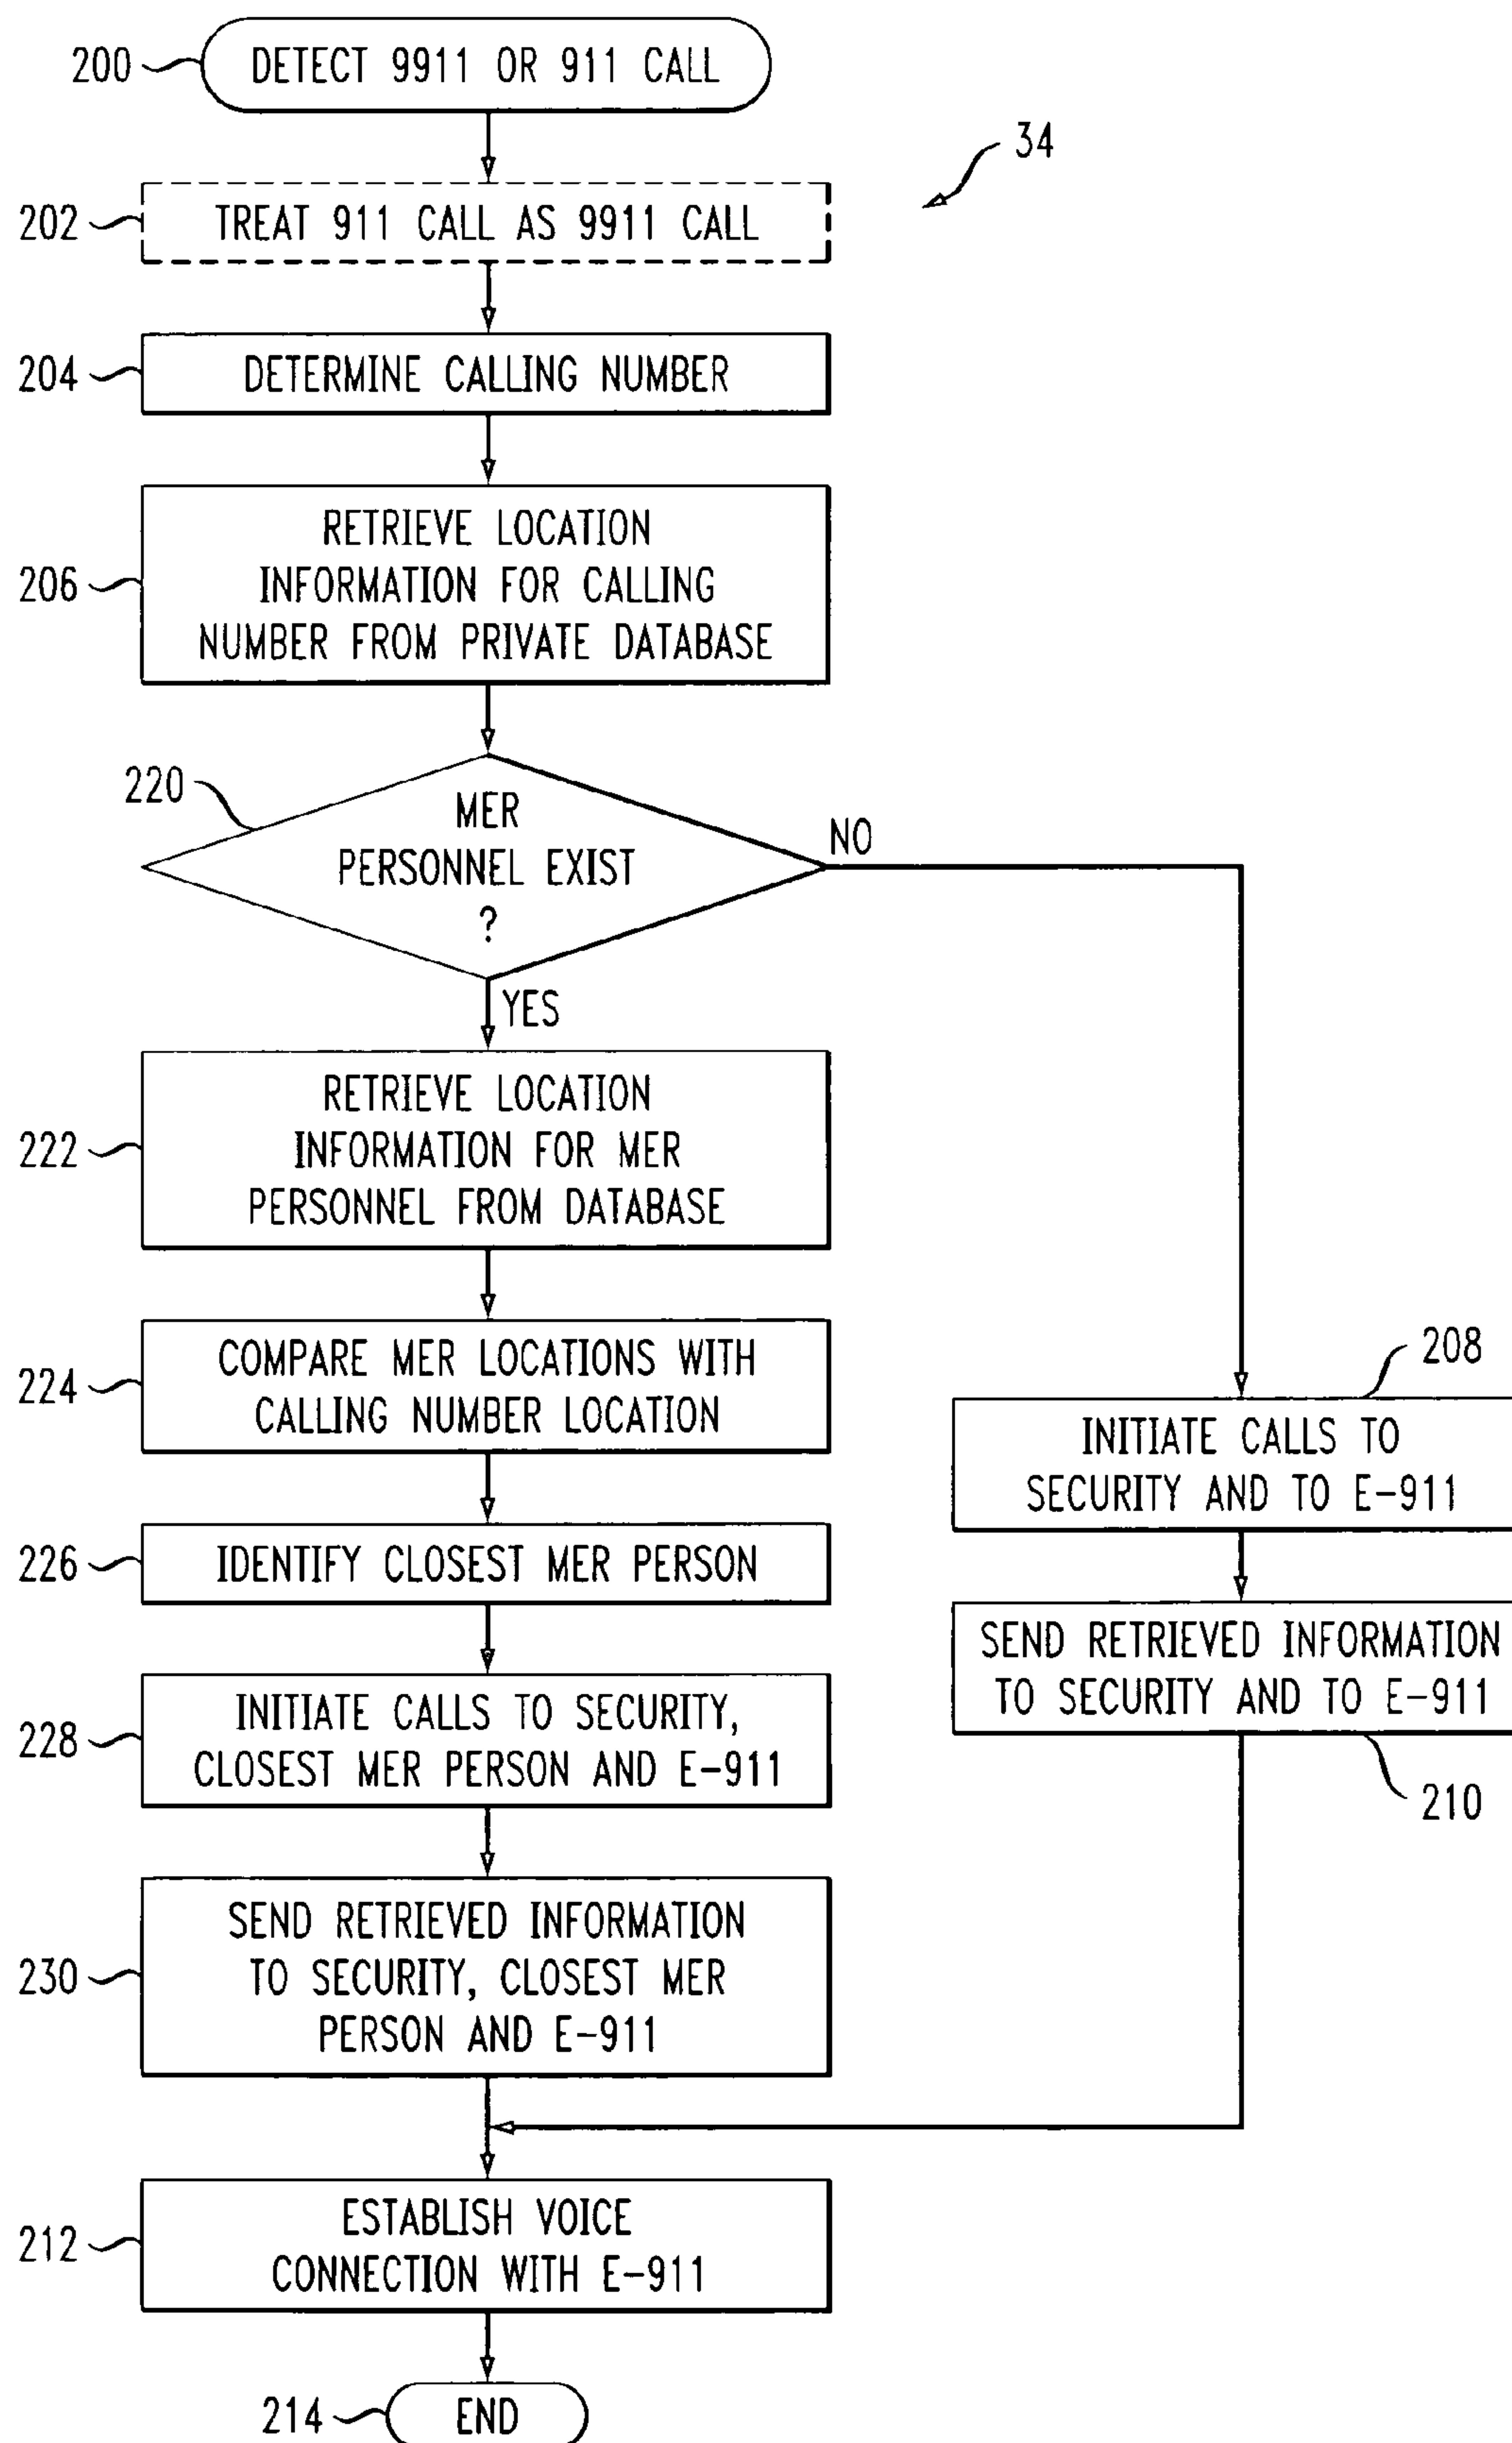 200
DETECT 9911 OR 911 CALL
34
202
TREAT 911 CALL AS 9911 CALL
204
DETERMINE CALLING NUMBER
206
RETRIEVE LOCATION
INFORMATION FOR CALLING
NUMBER FROM PRIVATE DATABASE
220
MER
PERSONNEL EXIST
?
NO
YES
222
RETRIEVE LOCATION
INFORMATION FOR MER
PERSONNEL FROM DATABASE
224
COMPARE MER LOCATIONS WITH
CALLING NUMBER LOCATION
226
IDENTIFY CLOSEST MER PERSON
228
INITIATE CALLS TO SECURITY,
CLOSEST MER PERSON AND E-911
230
SEND RETRIEVED INFORMATION
TO SECURITY, CLOSEST MER
PERSON AND E-911
208
INITIATE CALLS TO
SECURITY AND TO E-911
SEND RETRIEVED INFORMATION
TO SECURITY AND TO E-911
210
212
ESTABLISH VOICE
CONNECTION WITH E-911
214
END